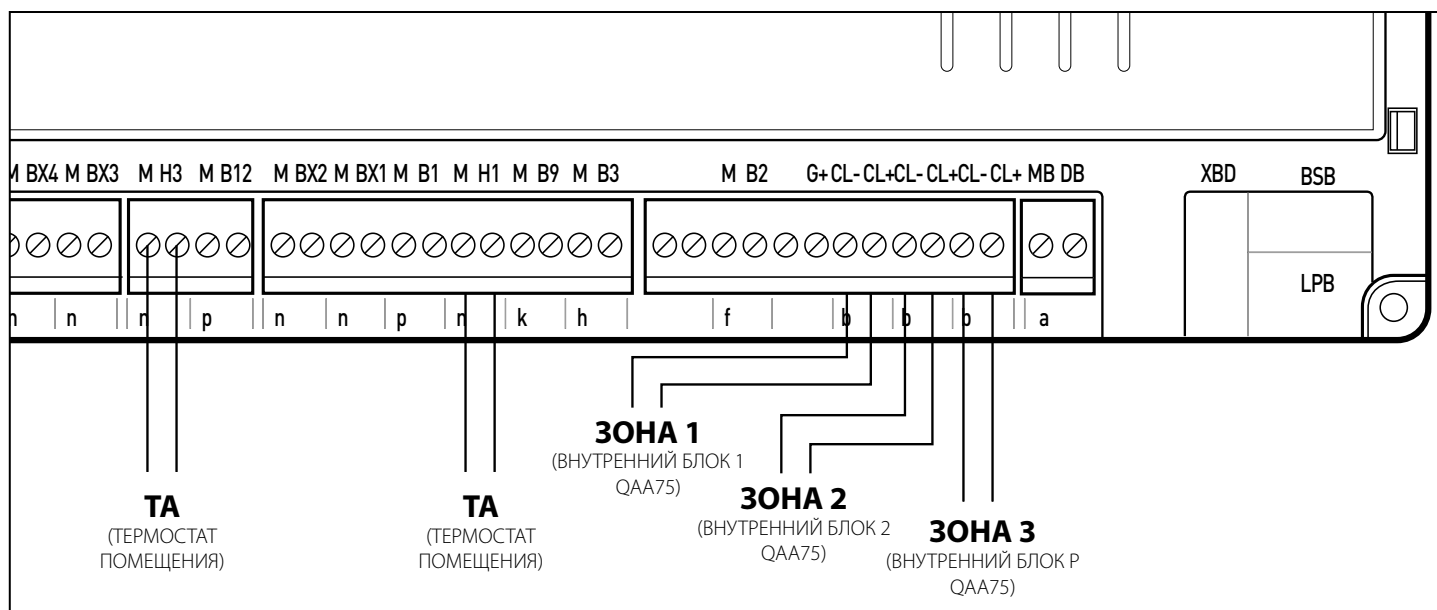 M BX4 M BX3 M H3 M B12 M BX2 M BX1 M B1 M H1 M B9 M B3 M B2 G+ CL- CL+ CL- CL+ CL- CL+ MB DB XBD BSB
LPB
n n n p n n p n k h f b b b a
ЗОНА 1
(ВНУТРЕННИЙ БЛОК 1
QAA75)
ЗОНА 2
(ВНУТРЕННИЙ БЛОК 2
QAA75)
ЗОНА 3
(ВНУТРЕННИЙ БЛОК P
QAA75)
TA
(ТЕРМОСТАТ
ПОМЕЩЕНИЯ)
TA
(ТЕРМОСТАТ
ПОМЕЩЕНИЯ)